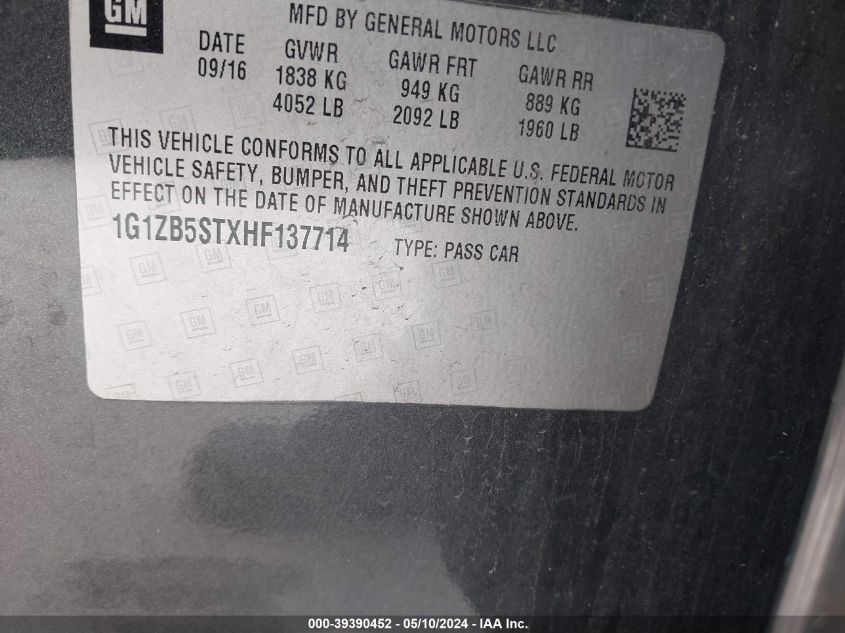 GM
MFD BY GENERAL MOTORS LLC
DATE GVWR GAWR FRT GAWR RR
09/16 1838 KG 949 KG 889 KG
4052 LB 2092 LB 1960 LB
THIS VEHICLE CONFORMS TO ALL APPLICABLE U.S. FEDERAL MOTOR
VEHICLE SAFETY, BUMPER, AND THEFT PREVENTION STANDARDS IN
EFFECT ON THE DATE OF MANUFACTURE SHOWN ABOVE.
1G1ZB5STXHF137714 TYPE: PASS CAR
000-39390452 - 05/10/2024 - IAA Inc.